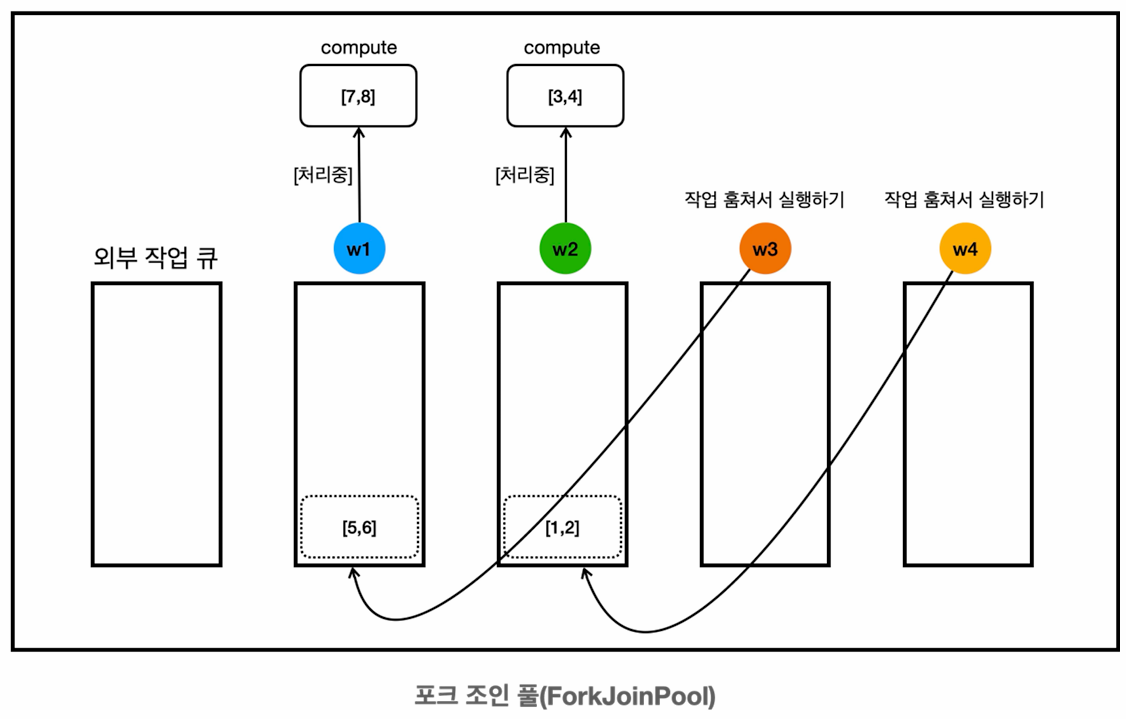 compute
compute
[7,8]
[3,4]
[처리중]
[처리중]
작업 훔쳐서 실행하기
작업 훔쳐서 실행하기
외부 작업 큐
w1
w2
w3
w4
[5,6]
[1,2]
포크 조인 풀(ForkJoinPool)